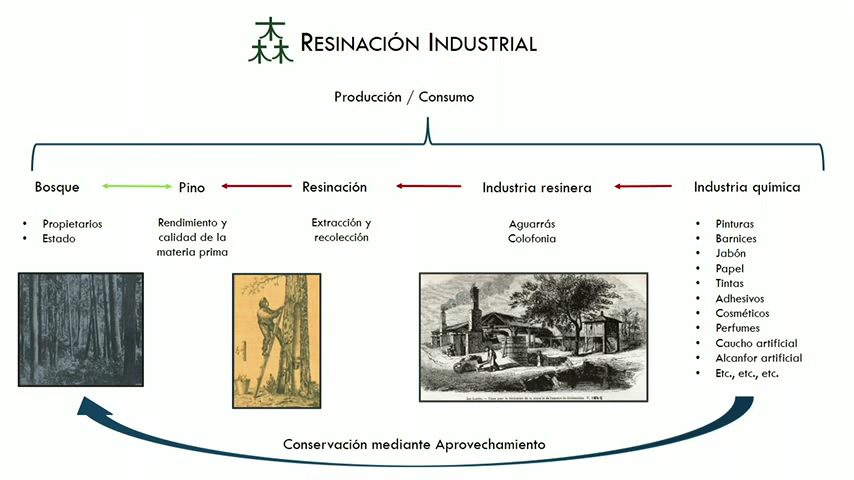 RESINACIÓN INDUSTRIAL
Producción / Consumo
Bosque
Pino
Resinación
Industria resinera
Industria química
• Propietarios
• Estado
Rendimiento y
calidad de la
materia prima
Extracción y
recolección
Aguarrás
Colofonia
• Pinturas
• Barnices
• Jabón
• Papel
• Tintas
• Adhesivos
• Cosméticos
• Perfumes
• Caucho artificial
• Alcanfor artificial
• Etc., etc., etc.
Conservación mediante Aprovechamiento